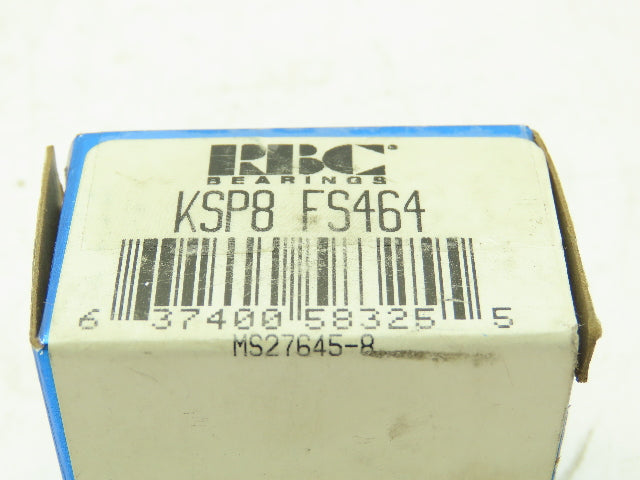 RBC
BEARINGS
KSP8 FS464
6 37400 58325 5
MS27645-8